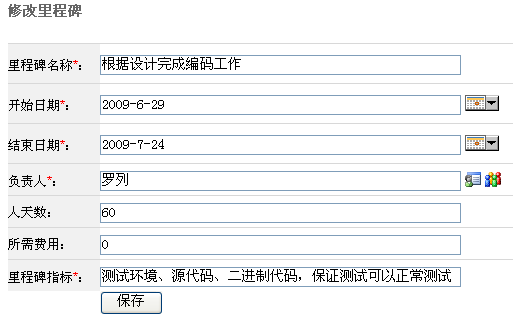 修改里程碑
里程碑名称*： 根据设计完成编码工作
开始日期*： 2009-6-29
结束日期*： 2009-7-24
负责人*： 罗列
人天数： 60
所需费用： 0
里程碑指标*： 测试环境、源代码、二进制代码，保证测试可以正常测试
保存